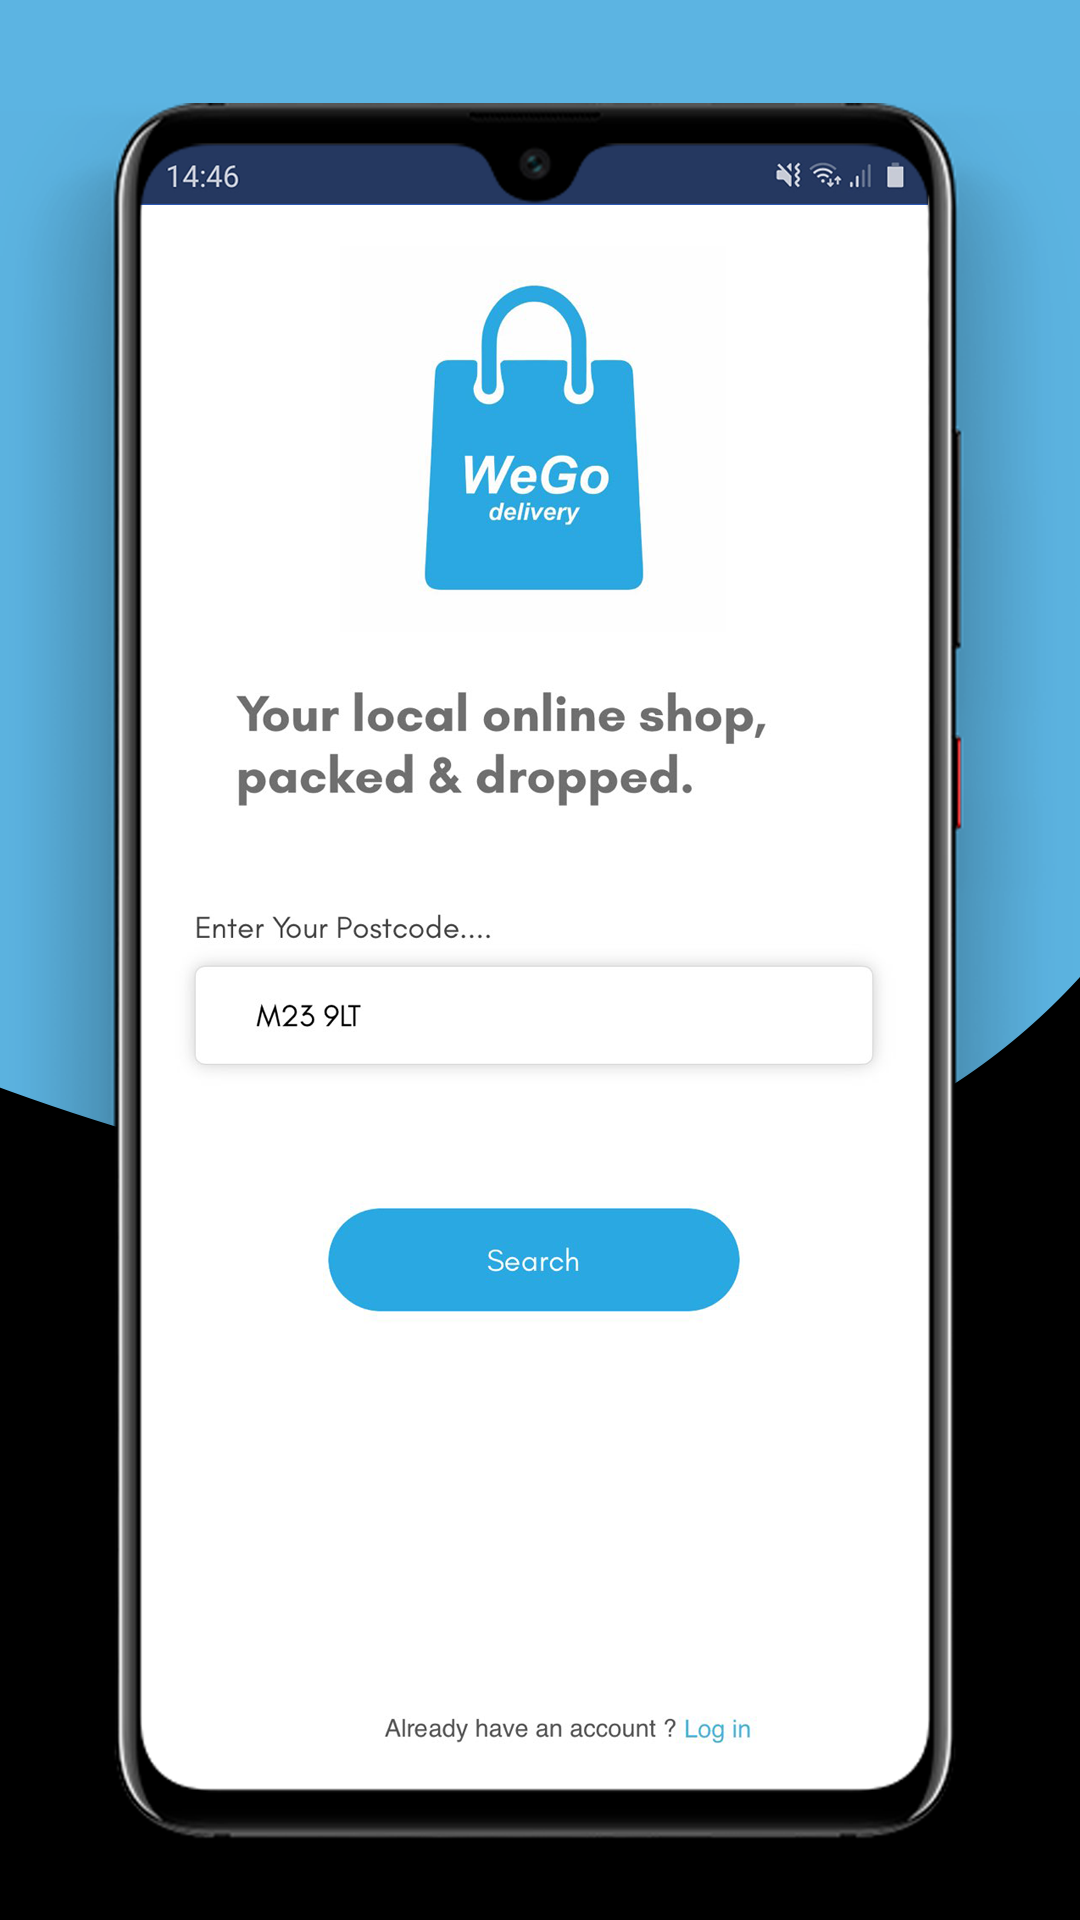 14:46
WeGo
delivery
Your local online shop,
packed & dropped.
Enter Your Postcode....
M23 9LT
Search
Already have an account ? Log in